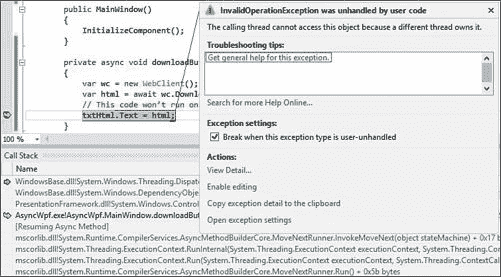 public MainWindow()
{
InitializeComponent();
}
private async void downloadBu
{
var wc = new WebClient();
var html = await wc.Downl
// This code won't run on
txtHtml.Text = html;
}
100 %
InvalidOperationException was unhandled by user code
The calling thread cannot access this object because a different thread owns it.
Troubleshooting tips:
Get general help for this exception.
Search for more Help Online...
Exception settings:
Break when this exception type is user-unhandled
Actions:
View Detail...
Enable editing
Copy exception detail to the clipboard
Open exception settings
Call Stack
Name
WindowsBase.dll!System.Windows.Threading.Dispatc
WindowsBase.dll!System.Windows.DependencyObjec
PresentationFramework.dll!System.Windows.Control
AsyncWpf.exe!AsyncWpf.MainWindow.downloadBut
[Resuming Async Method]
mscorlib.dll!System.Runtime.CompilerServices.AsyncMethodBuilderCore.MoveNextRunner.InvokeMoveNext(object stateMachine) + 0x17 b
mscorlib.dll!System.Threading.ExecutionContext.RunInternal(System.Threading.ExecutionContext executionContext, System.Threading.Conte
mscorlib.dll!System.Threading.ExecutionContext.Run(System.Threading.ExecutionContext executionContext, System.Threading.ContextCallb
mscorlib.dll!System.Runtime.CompilerServices.AsyncMethodBuilderCore.MoveNextRunner.Run() + 0x5b bytes